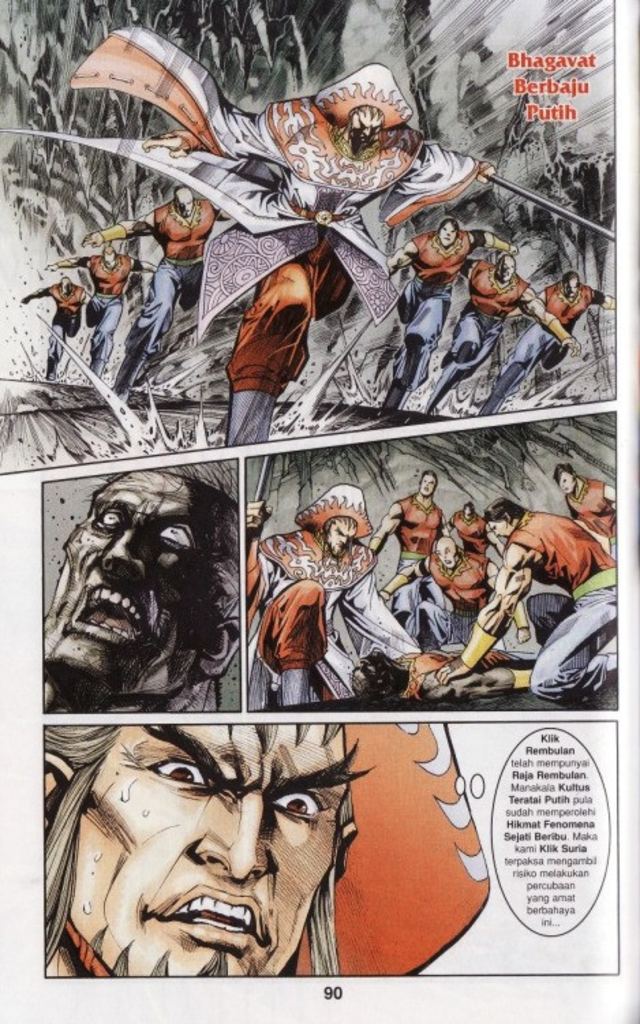 Bhagavat
Berbaju
Putih
Klik
Rembulan
telah mempunyai
Raja Rembulan.
Manakala Kultus
Teratai Putih pula
sudah memperolehi
Hikmat Fenomena
Sejati Beribu. Maka
kami Klik Suria
terpaksa mengambil
risiko melakukan
percubaan
yang amat
berbahaya
ini...
90